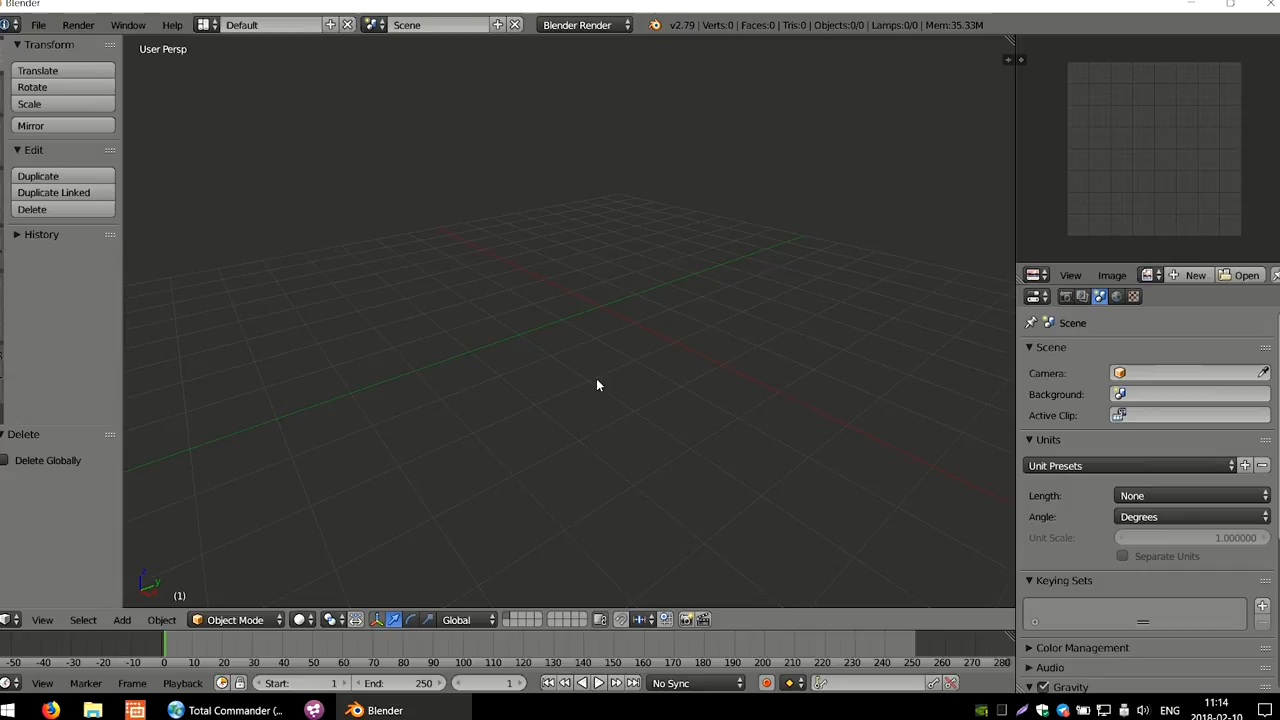 Blender
File Render Window Help Default Scene Blender Render v2.79 | Verts:0 | Faces:0 | Tris:0 | Objects:0/0 | Lamps:0/0 | Mem:35.33M
Transform
Translate
Rotate
Scale
Mirror
Edit
Duplicate
Duplicate Linked
Delete
History
Delete
Delete Globally
User Persp
z
y
(1)
View Image New Open
Scene
Scene
Camera:
Background:
Active Clip:
Units
Unit Presets
Length: None
Angle: Degrees
Unit Scale: 1.000000
Separate Units
Keying Sets
Color Management
Audio
Gravity
View Select Add Object Object Mode Global
-50 -40 -30 -20 -10 0 10 20 30 40 50 60 70 80 90 100 110 120 130 140 150 160 170 180 190 200 210 220 230 240 250 260 270 280
View Marker Frame Playback Start: 1 End: 250 1 No Sync
Total Commander (... Blender ENG 11:14
2018-02-10